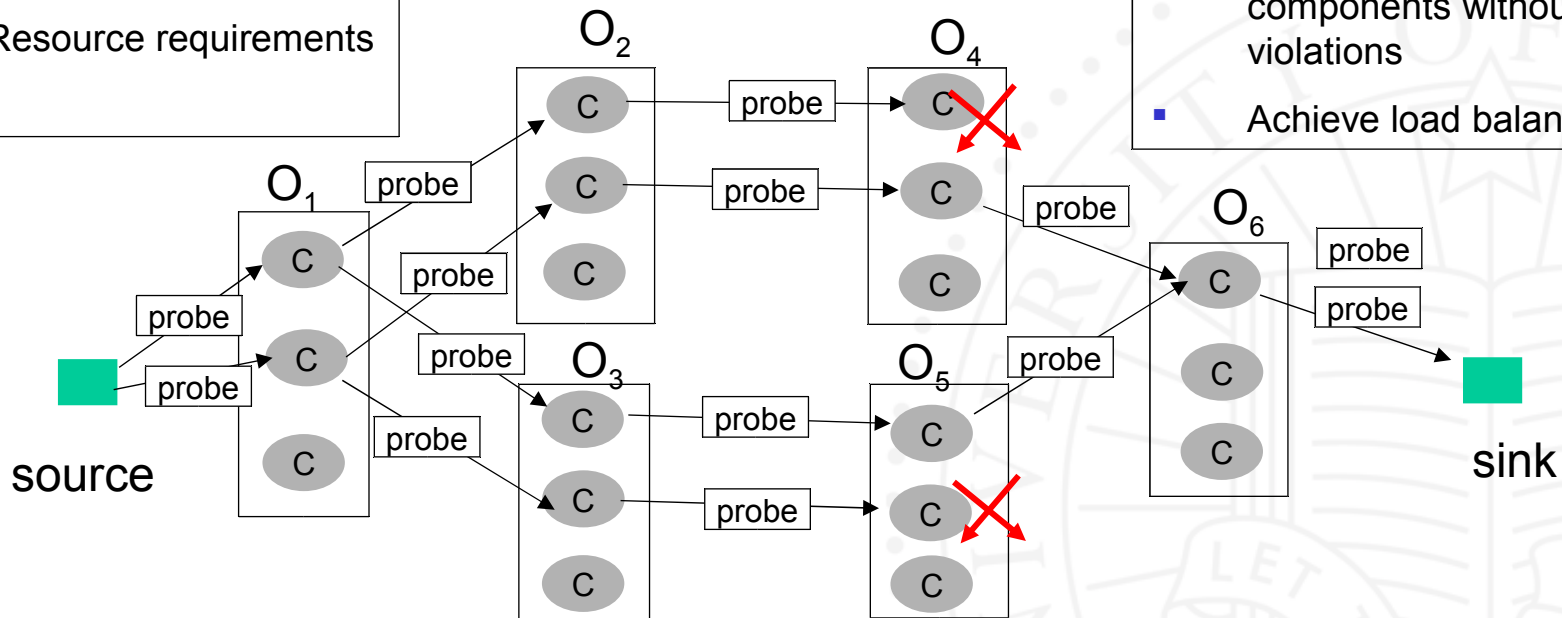 Resource requirements
components without
violations
▪ Achieve load balan
O2
O4
C
probe
C
probe
O1
C
probe
C
probe
C
O6
C
probe
C
probe
probe
C
C
C
probe
probe
probe
C
probe
O3
O5
probe
C
probe
C
probe
C
probe
C
C
C
source
sink
C
probe
C
C
C